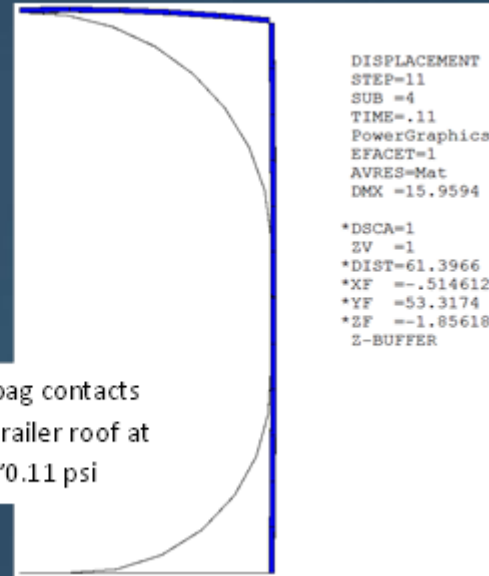 DISPLACEMENT
STEP=11
SUB =4
TIME=.11
PowerGraphics
EFACET=1
AVRES=Mat
DMX =15.9594
*DSCA=1
ZV =1
*DIST=61.3966
*XF =-.514612
*YF =53.3174
*ZF =-1.85618
Z-BUFFER
bag contacts
railer roof at
0.11 psi